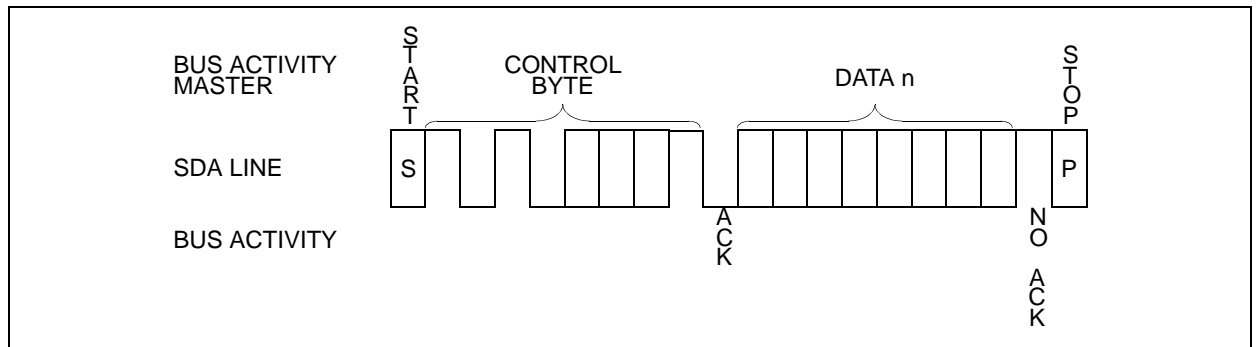 BUS ACTIVITY
MASTER
START
CONTROL
BYTE
DATA n
STOP
SDA LINE
S
P
BUS ACTIVITY
ACK
NO ACK